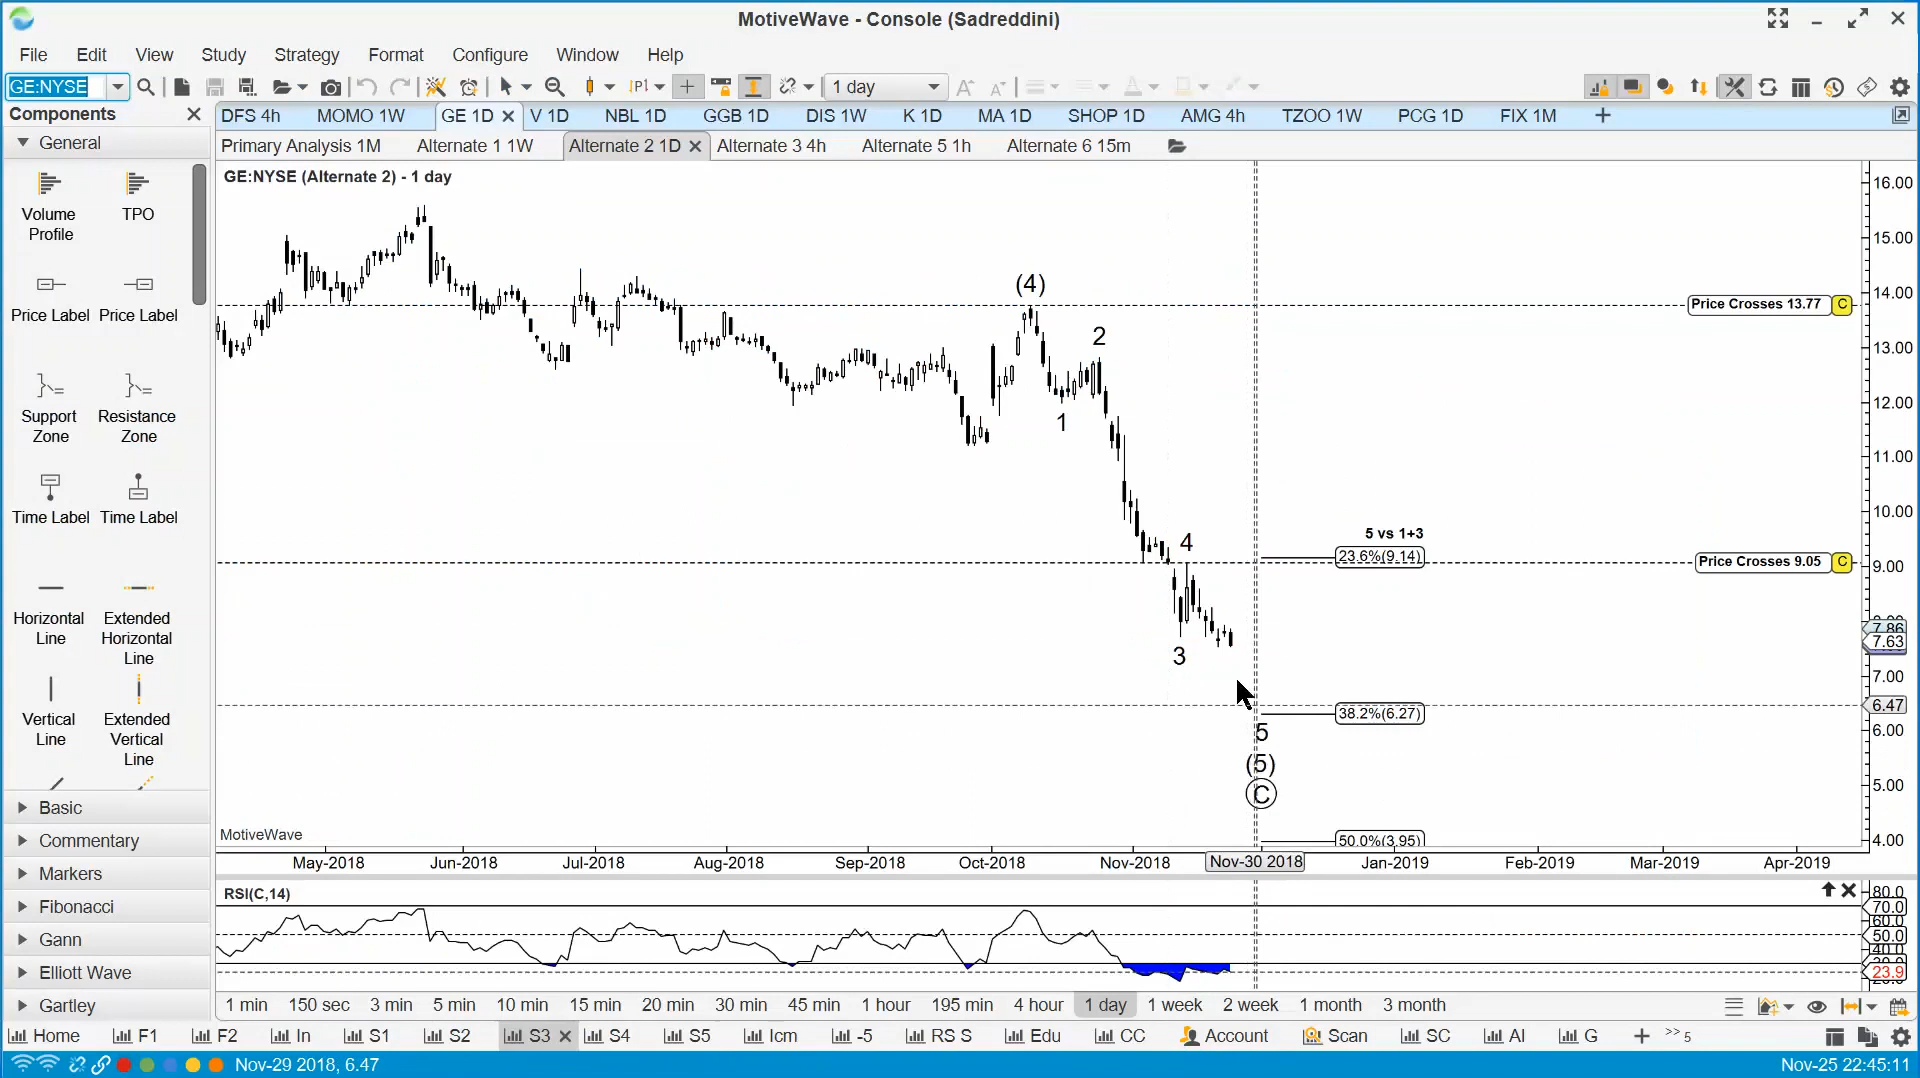 MotiveWave - Console (Sadreddini)
File Edit View Study Strategy Format Configure Window Help
GE:NYSE 1 day
Components
DFS 4h MOMO 1W GE 1D V 1D NBL 1D GGB 1D DIS 1W K 1D MA 1D SHOP 1D AMG 4h TZOO 1W PCG 1D FIX 1M
General
Primary Analysis 1M Alternate 1 1W Alternate 2 1D Alternate 3 4h Alternate 5 1h Alternate 6 15m
GE:NYSE (Alternate 2) - 1 day
Volume Profile
TPO
Price Label
Price Label
Support Zone
Resistance Zone
Time Label
Time Label
Horizontal Line
Extended Horizontal Line
Vertical Line
Extended Vertical Line
Basic
Commentary
Markers
Fibonacci
Gann
Elliott Wave
Gartley
(4)
2
1
4
3
5
(5)
C
Price Crosses 13.77 C
5 vs 1+3
23.6%(9.14)
Price Crosses 9.05 C
38.2%(6.27)
50.0%(3.95)
16.00
15.00
14.00
13.00
12.00
11.00
10.00
9.00
7.86
7.63
7.00
6.47
6.00
5.00
4.00
MotiveWave
May-2018 Jun-2018 Jul-2018 Aug-2018 Sep-2018 Oct-2018 Nov-2018 Nov-30 2018 Jan-2019 Feb-2019 Mar-2019 Apr-2019
RSI(C,14)
80.0
70.0
60.0
50.0
40.0
23.9
1 min 150 sec 3 min 5 min 10 min 15 min 20 min 30 min 45 min 1 hour 195 min 4 hour 1 day 1 week 2 week 1 month 3 month
Home F1 F2 In S1 S2 S3 S4 S5 Icm -5 RS S Edu CC Account Scan SC AI G >> 5
Nov-29 2018, 6.47
Nov-25 22:45:11